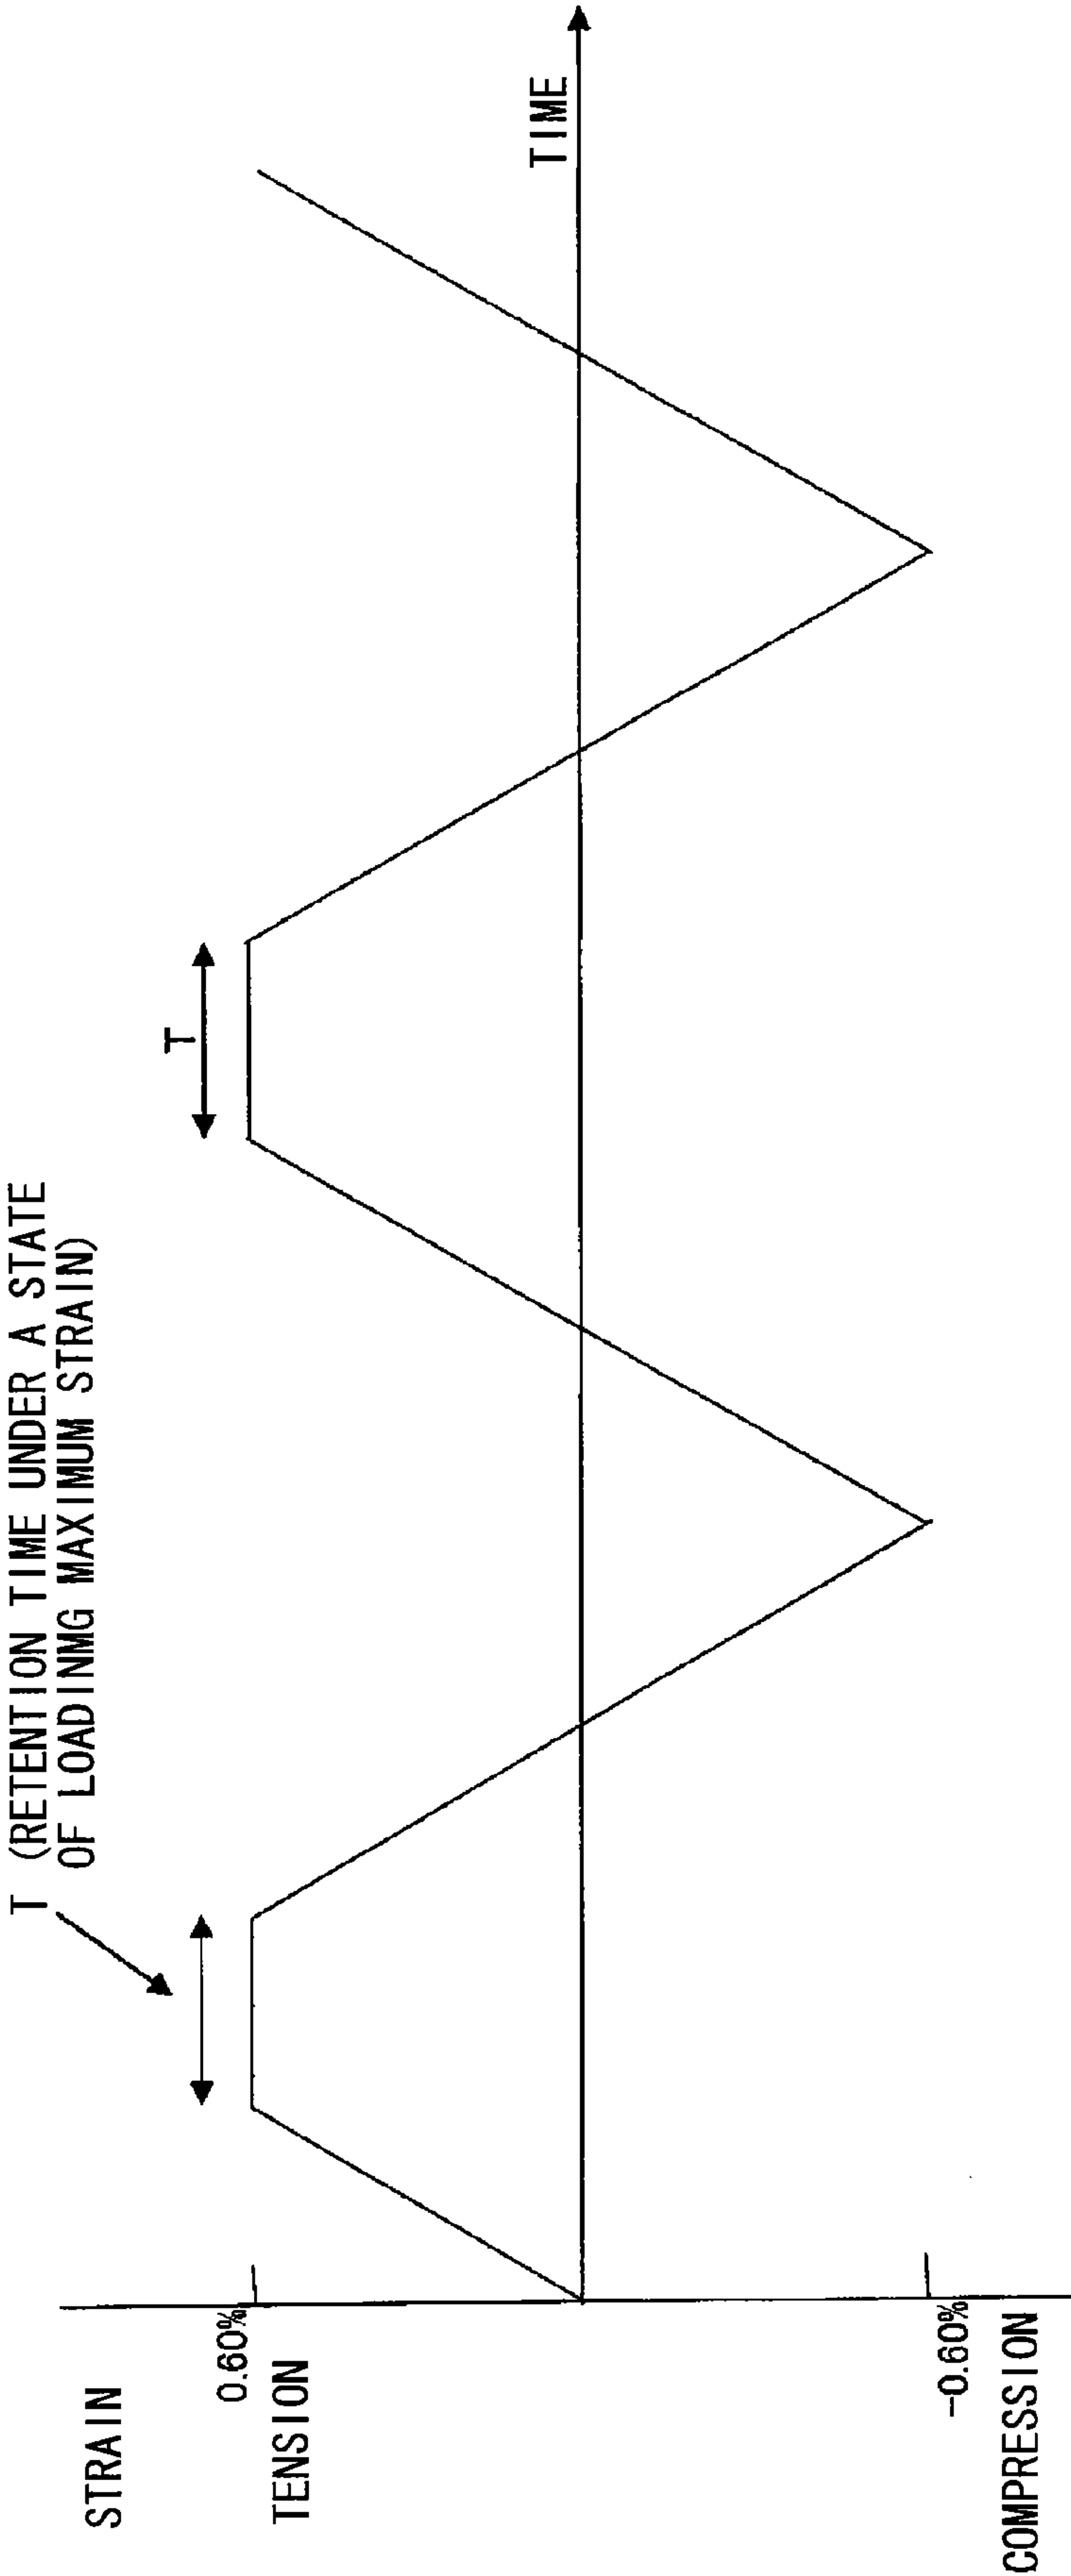 T (RETENTION TIME UNDER A STATE
OF LOADINMG MAXIMUM STRAIN)
STRAIN
T
0.60%
TENSION
TIME
-0.60%
COMPRESSION